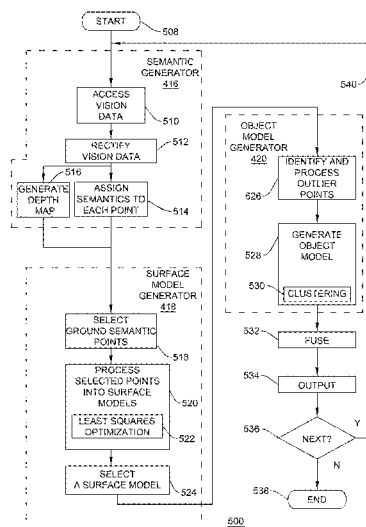 START
508
SEMANTIC
GENERATOR
416
540
ACCESS
VISION
DATA
510
RECTIFY
VISION DATA
512
516
GENERATE
DEPTH
MAP
ASSIGN
SEMANTICS TO
EACH POINT
514
SURFACE
MODEL
GENERATOR
418
SELECT
GROUND SEMANTIC
POINTS
518
PROCESS
SELECTED POINTS
INTO SURFACE
MODELS
520
LEAST SQUARES
OPTIMIZATION
522
SELECT
A SURFACE MODEL
524
OBJECT
MODEL
GENERATOR
420
IDENTIFY AND
PROCESS
OUTLIER
POINTS
526
GENERATE
OBJECT MODEL
528
530
CLUSTERING
532
FUSE
534
OUTPUT
536
NEXT?
Y
N
538
END
500